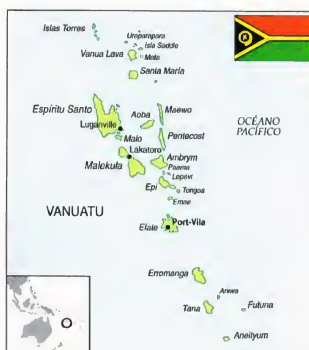 Islas Torres
Ureparapara
Isla Saddle
Vanua Lava
Mota
Santa María
Espíritu Santo
Aoba
Maewo
OCÉANO
PACÍFICO
Luganville
Malo
Pentecost
Lakatoro
Malekula
Ambrym
Paama
Lopevi
Epi
Tongoa
Emae
VANUATU
Efate
Port-Vila
Erromanga
Aniwa
Tana
Futuna
Aneityum